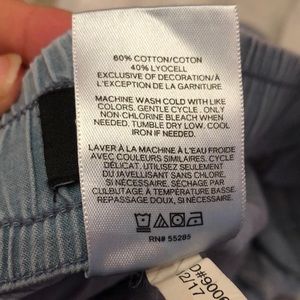 60% COTTON/COTON
40% LYOCELL
EXCLUSIVE OF DECORATION/À
L'EXCEPTION DE LA GARNITURE
MACHINE WASH COLD WITH LIKE
COLORS. GENTLE CYCLE. ONLY
NON-CHLORINE BLEACH WHEN
NEEDED. TUMBLE DRY LOW. COOL
IRON IF NEEDED.
LAVER À LA MACHINE À L'EAU FROIDE
AVEC COULEURS SIMILAIRES. CYCLE
DÉLICAT. UTILISEZ SEULEMENT
DU JAVELLISANT SANS CHLORE,
SI NÉCESSAIRE. SÉCHAGE PAR
CULBUTAGE À TEMPÉRATURE BASSE.
REPASSAGE DOUX, SI NÉCESSAIRE.
RN# 55285
2/17